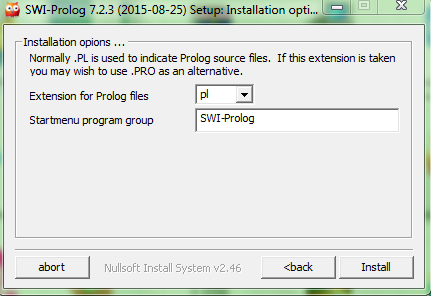 SWI-Prolog 7.2.3 (2015-08-25) Setup: Installation opti...
Installation opions ...
Normally .PL is used to indicate Prolog source files.  If this extension is taken
you may wish to use .PRO as an alternative.
Extension for Prolog files
pl
Startmenu program group
SWI-Prolog
abort
Nullsoft Install System v2.46
<back
Install